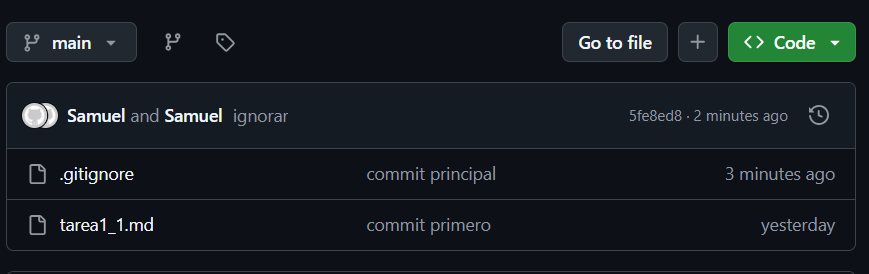 main Go to file Code
Samuel and Samuel ignorar 5fe8ed8 · 2 minutes ago
.gitignore commit principal 3 minutes ago
tarea1_1.md commit primero yesterday